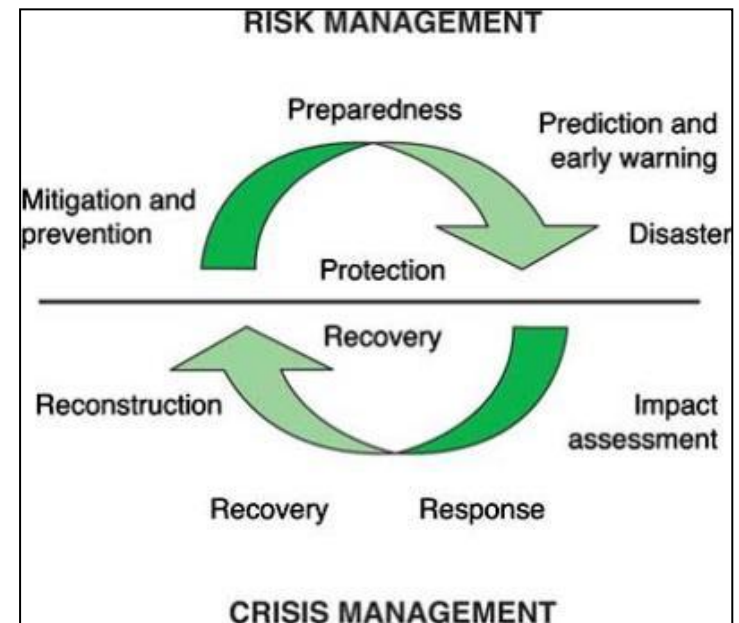 RISK MANAGEMENT
Preparedness
Prediction and
early warning
Mitigation and
prevention
Disaster
Protection
Recovery
Reconstruction
Impact
assessment
Recovery
Response
CRISIS MANAGEMENT